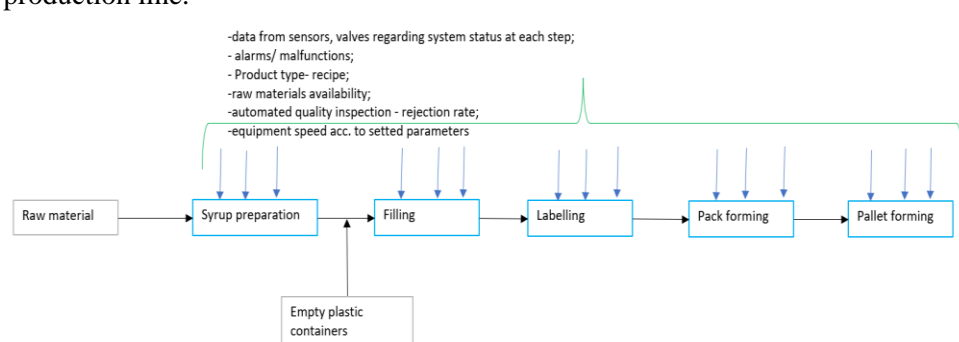 production line.
-data from sensors, valves regarding system status at each step;
- alarms/ malfunctions;
- Product type- recipe;
-raw materials availability;
-automated quality inspection - rejection rate;
-equipment speed acc. to setted parameters
Raw material
Syrup preparation
Filling
Labelling
Pack forming
Pallet forming
Empty plastic
containers